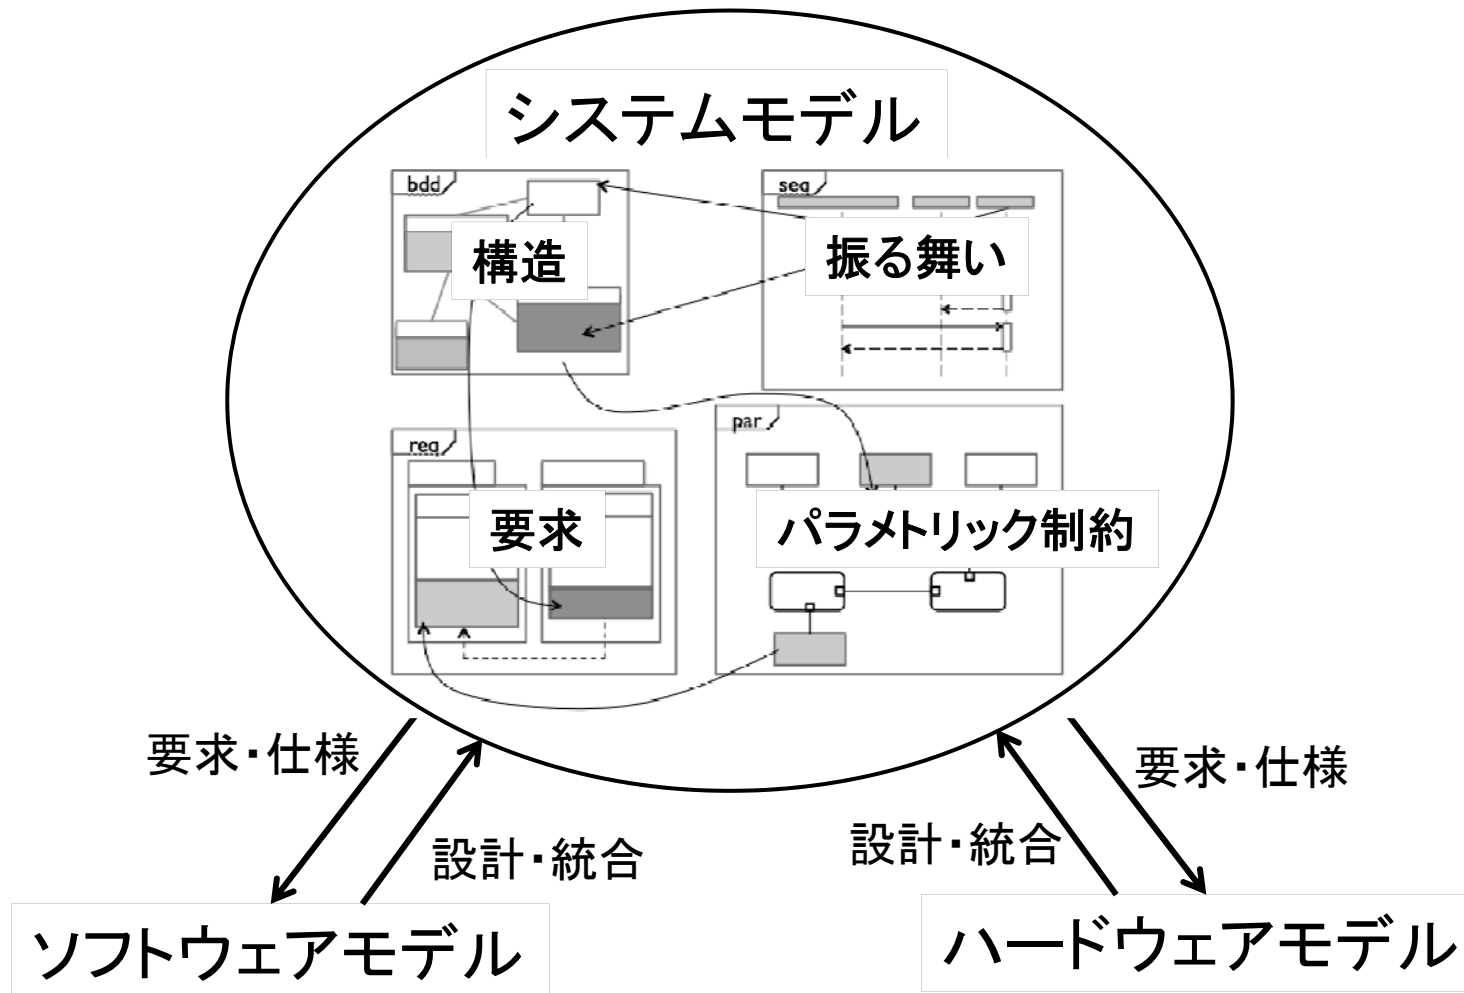 システムモデル
bdd
seq
構造
振る舞い
req
par
要求
パラメトリック制約
要求・仕様
設計・統合
設計・統合
要求・仕様
ソフトウェアモデル
ハードウェアモデル